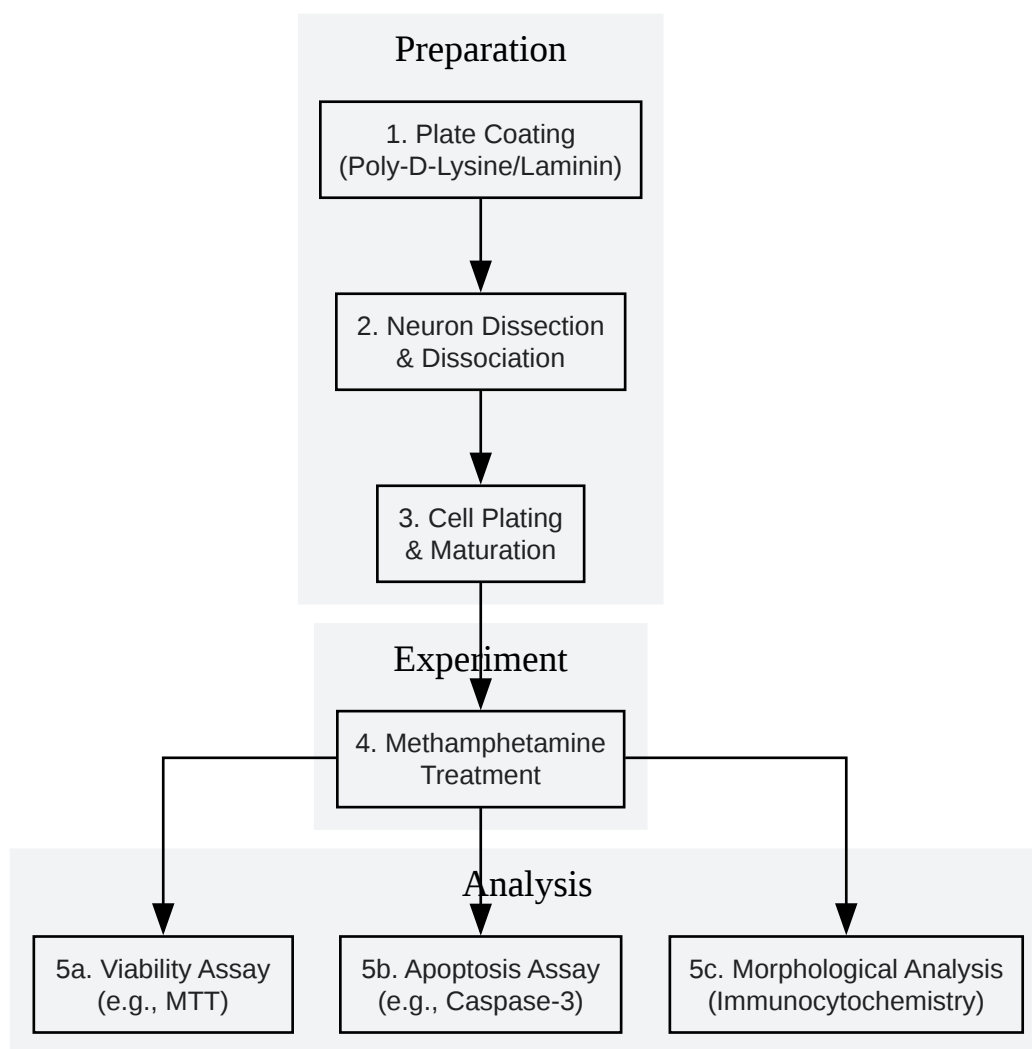 Preparation
1. Plate Coating
(Poly-D-Lysine/Laminin)
2. Neuron Dissection
& Dissociation
3. Cell Plating
& Maturation
Experiment
4. Methamphetamine
Treatment
Analysis
5a. Viability Assay
(e.g., MTT)
5b. Apoptosis Assay
(e.g., Caspase-3)
5c. Morphological Analysis
(Immunocytochemistry)